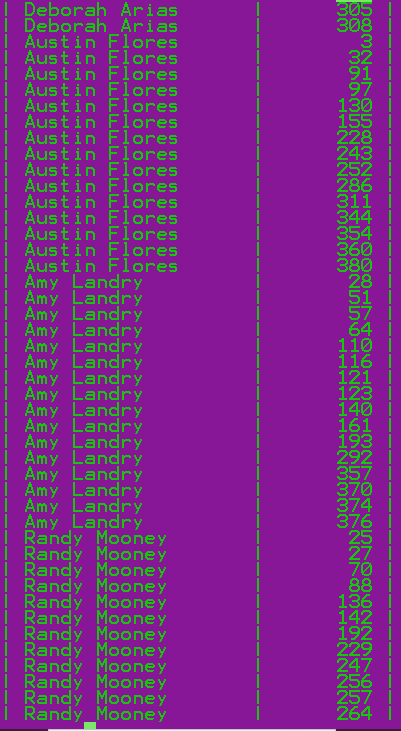 | Deborah Arias | 305 |
| Deborah Arias | 308 |
| Austin Flores | 3 |
| Austin Flores | 32 |
| Austin Flores | 91 |
| Austin Flores | 97 |
| Austin Flores | 130 |
| Austin Flores | 155 |
| Austin Flores | 228 |
| Austin Flores | 243 |
| Austin Flores | 252 |
| Austin Flores | 286 |
| Austin Flores | 311 |
| Austin Flores | 344 |
| Austin Flores | 354 |
| Austin Flores | 360 |
| Austin Flores | 380 |
| Amy Landry | 28 |
| Amy Landry | 51 |
| Amy Landry | 57 |
| Amy Landry | 64 |
| Amy Landry | 110 |
| Amy Landry | 116 |
| Amy Landry | 121 |
| Amy Landry | 123 |
| Amy Landry | 140 |
| Amy Landry | 161 |
| Amy Landry | 193 |
| Amy Landry | 292 |
| Amy Landry | 357 |
| Amy Landry | 370 |
| Amy Landry | 374 |
| Amy Landry | 376 |
| Randy Mooney | 25 |
| Randy Mooney | 27 |
| Randy Mooney | 70 |
| Randy Mooney | 88 |
| Randy Mooney | 136 |
| Randy Mooney | 142 |
| Randy Mooney | 192 |
| Randy Mooney | 229 |
| Randy Mooney | 247 |
| Randy Mooney | 256 |
| Randy Mooney | 257 |
| Randy Mooney | 264 |